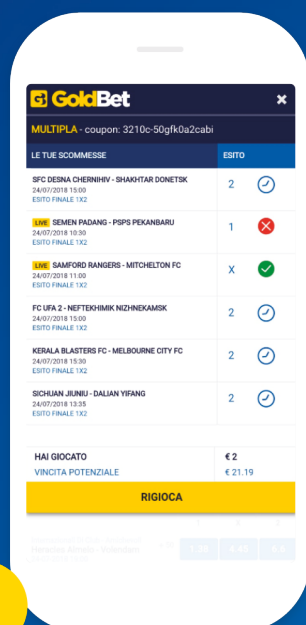 GoldBet
MULTIPLA - coupon: 3210c-50gfk0a2cabi
LE TUE SCOMMESSE ESITO
SFC DESNA CHERNIHIV - SHAKHTAR DONETSK
24/07/2018 15:00
ESITO FINALE 1X2
2
LIVE SEMEN PADANG - PSPS PEKANBARU
24/07/2018 10:30
ESITO FINALE 1X2
1
LIVE SAMFORD RANGERS - MITCHELTON FC
24/07/2018 11:00
ESITO FINALE 1X2
X
FC UFA 2 - NEFTEKHIMIK NIZHNEKAMSK
24/07/2018 15:00
ESITO FINALE 1X2
2
KERALA BLASTERS FC - MELBOURNE CITY FC
24/07/2018 15:30
ESITO FINALE 1X2
2
SICHUAN JIUNIU - DALIAN YIFANG
24/07/2018 13:35
ESITO FINALE 1X2
2
HAI GIOCATO € 2
VINCITA POTENZIALE € 21.19
RIGIOCA